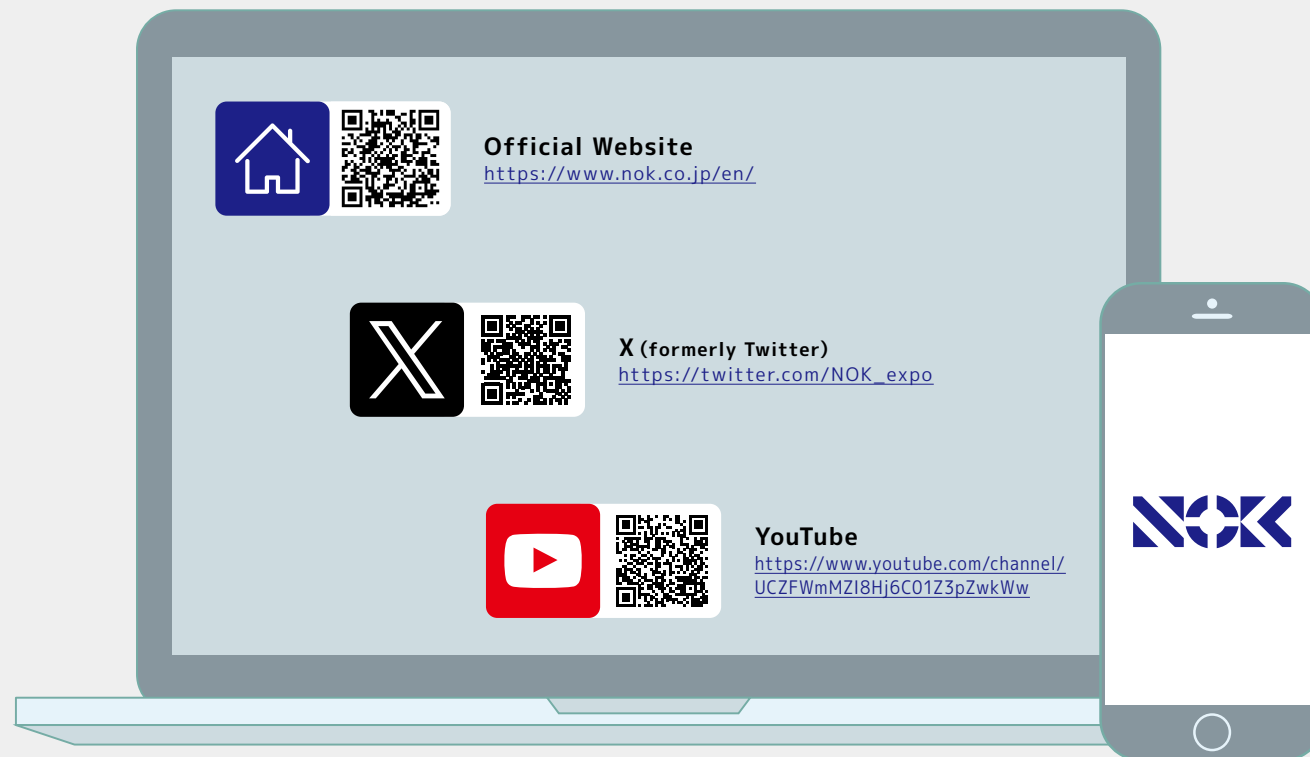 Official Website
https://www.nok.co.jp/en/
X (formerly Twitter)
https://twitter.com/NOK_expo
YouTube
https://www.youtube.com/channel/
UCZFWmMZI8Hj6CO1Z3pZwkWw
NOK